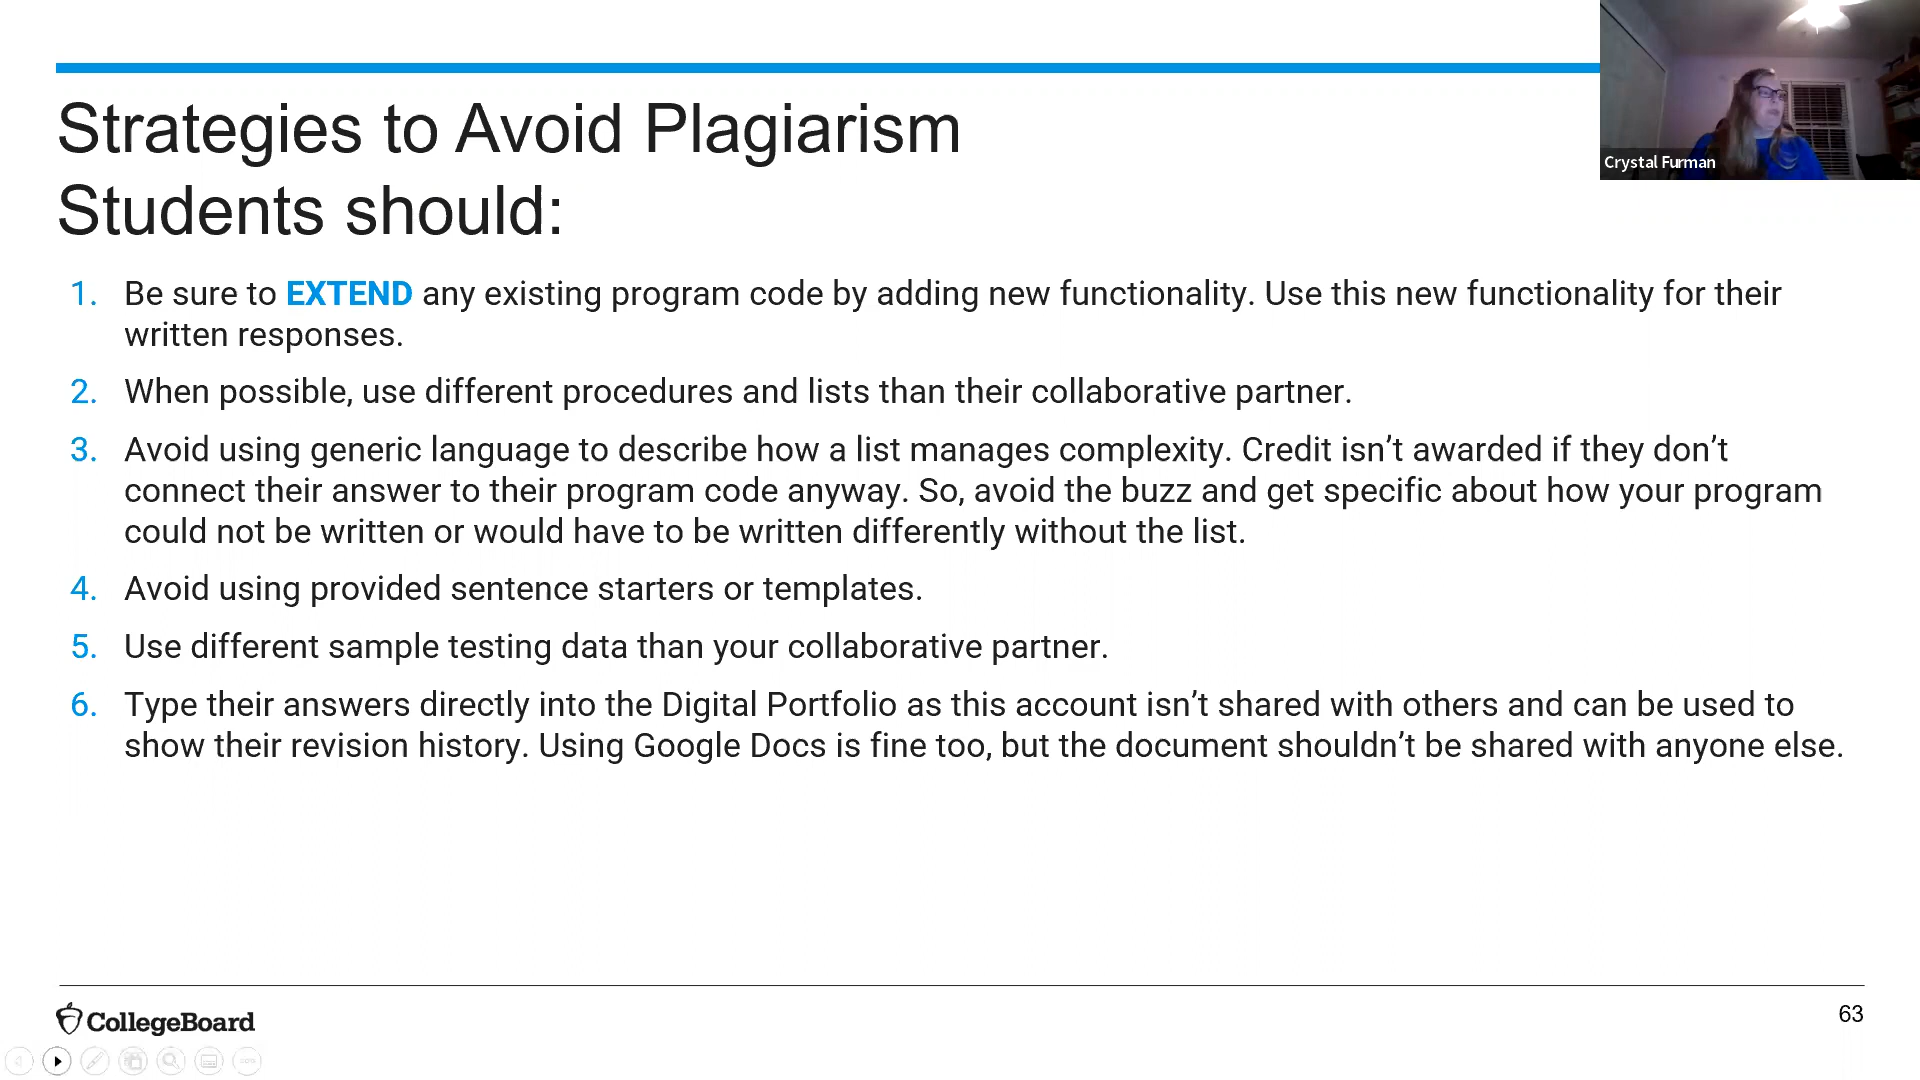 Strategies to Avoid Plagiarism
Students should:
Crystal Furman
1. Be sure to EXTEND any existing program code by adding new functionality. Use this new functionality for their
written responses.
2. When possible, use different procedures and lists than their collaborative partner.
3. Avoid using generic language to describe how a list manages complexity. Credit isn’t awarded if they don’t
connect their answer to their program code anyway. So, avoid the buzz and get specific about how your program
could not be written or would have to be written differently without the list.
4. Avoid using provided sentence starters or templates.
5. Use different sample testing data than your collaborative partner.
6. Type their answers directly into the Digital Portfolio as this account isn’t shared with others and can be used to
show their revision history. Using Google Docs is fine too, but the document shouldn’t be shared with anyone else.
CollegeBoard
63